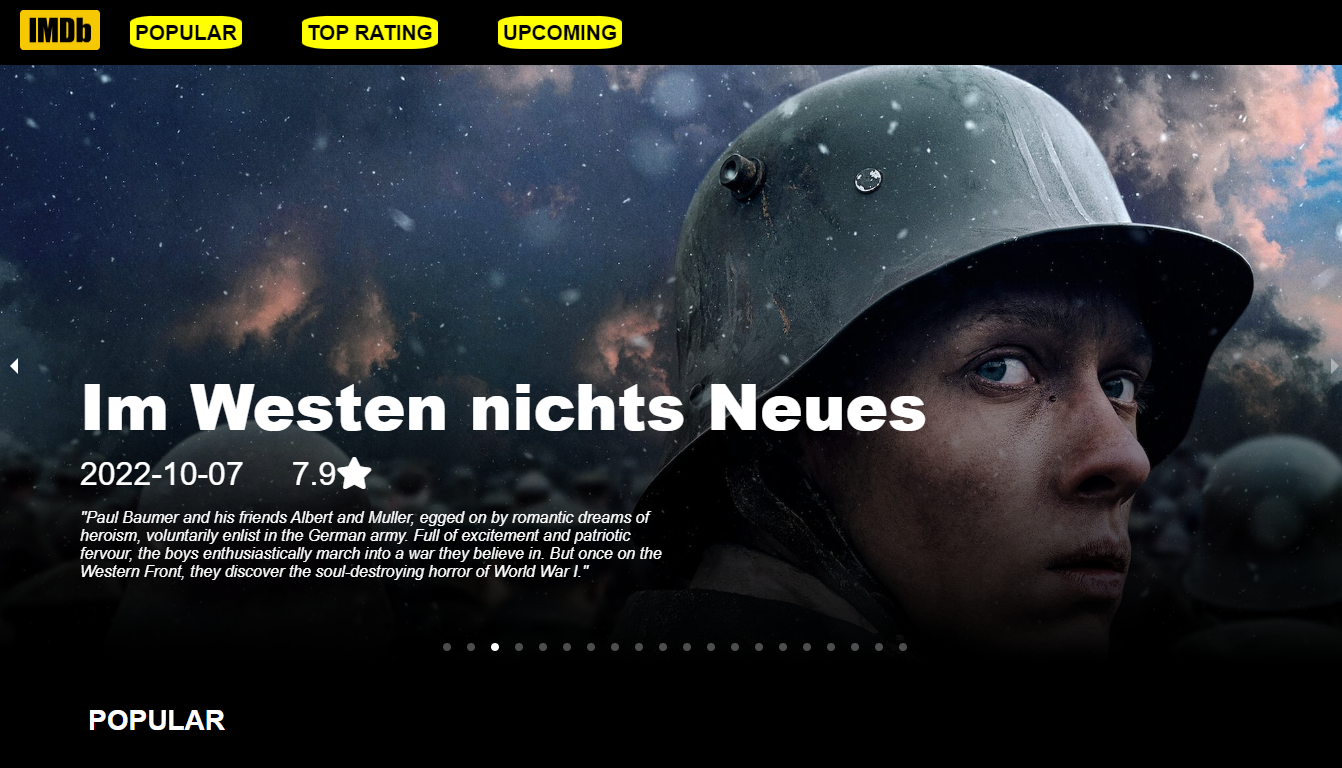 IMDb
POPULAR
TOP RATING
UPCOMING
Im Westen nichts Neues
2022-10-07
7.9
"Paul Baumer and his friends Albert and Muller, egged on by romantic dreams of
heroism, voluntarily enlist in the German army. Full of excitement and patriotic
fervour, the boys enthusiastically march into a war they believe in. But once on the
Western Front, they discover the soul-destroying horror of World War I."
POPULAR